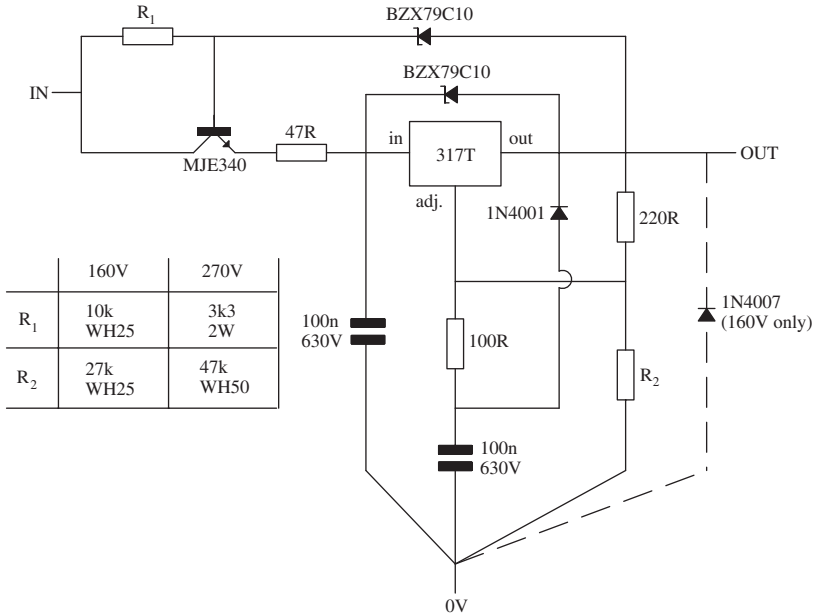 R1
BZX79C10
BZX79C10
IN
47R
in
out
317T
OUT
MJE340
adj.
1N4001
220R
160V 270V
R1 10k WH25 3k3 2W
R2 27k WH25 47k WH50
100n
630V
100R
1N4007
(160V only)
R2
100n
630V
0V